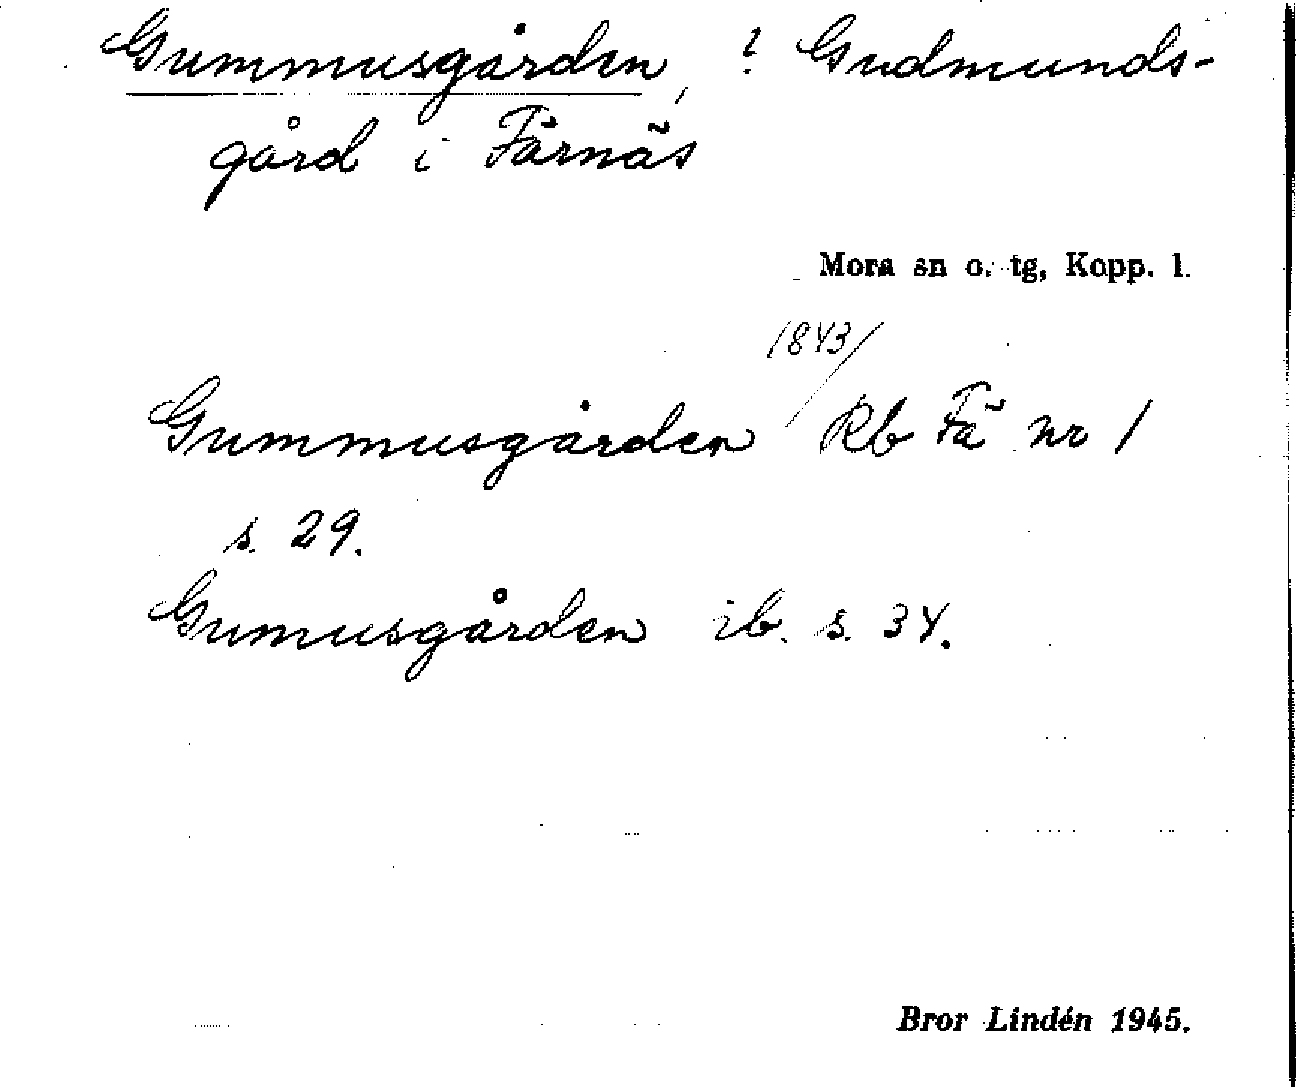 Gummusgården, ? Gudmunds-
gård i Färnäs
Mora sn o. tg, Kopp. l.
1843/
Gummusgården Rb Fä nr 1
s. 29.
Gumusgården ib. s. 34.
Bror Lindén 1945.